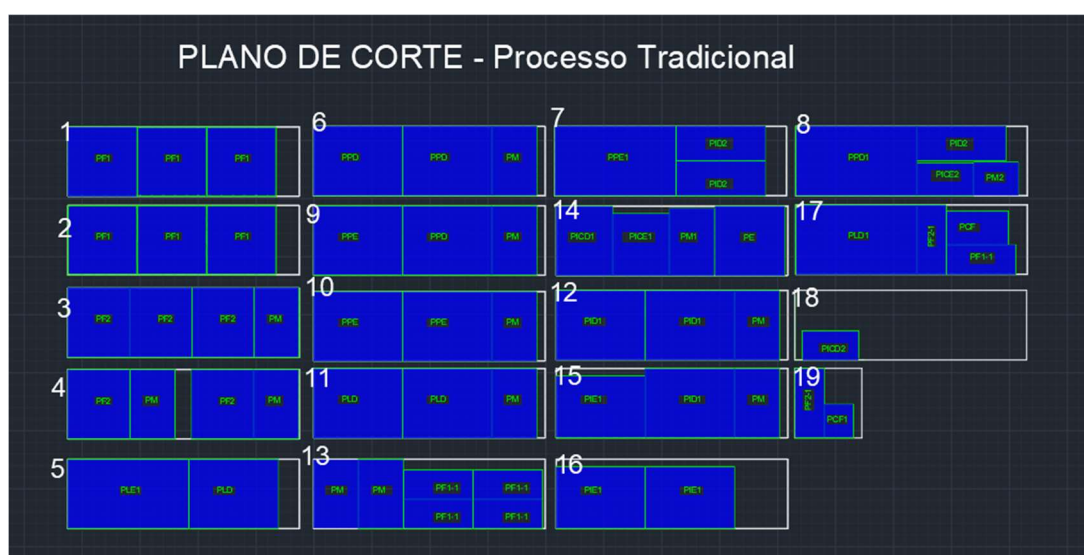 PLANO DE CORTE - Processo Tradicional
1
PF1 PF1 PF1
6
PPD PPD PM
7
PPE1 PID2
PID2
8
PPD1 PID2
PICE2 PM2
2
PF1 PF1 PF1
9
PPE PPD PM
14
PICD1 PICE1 PM1 PE
17
PLD1 PF2-1 PCF
PF1-1
3
PF2 PF2 PF2 PM
10
PPE PPE PM
12
PID1 PID1 PM
18
PICD2
4
PF2 PM PF2 PM
11
PLD PLD PM
15
PIE1 PID1 PM
19
PF2-1 PCF1
5
PLE1 PLD
13
PM PM PF1-1 PF1-1
PF1-1 PF1-1
16
PIE1 PIE1